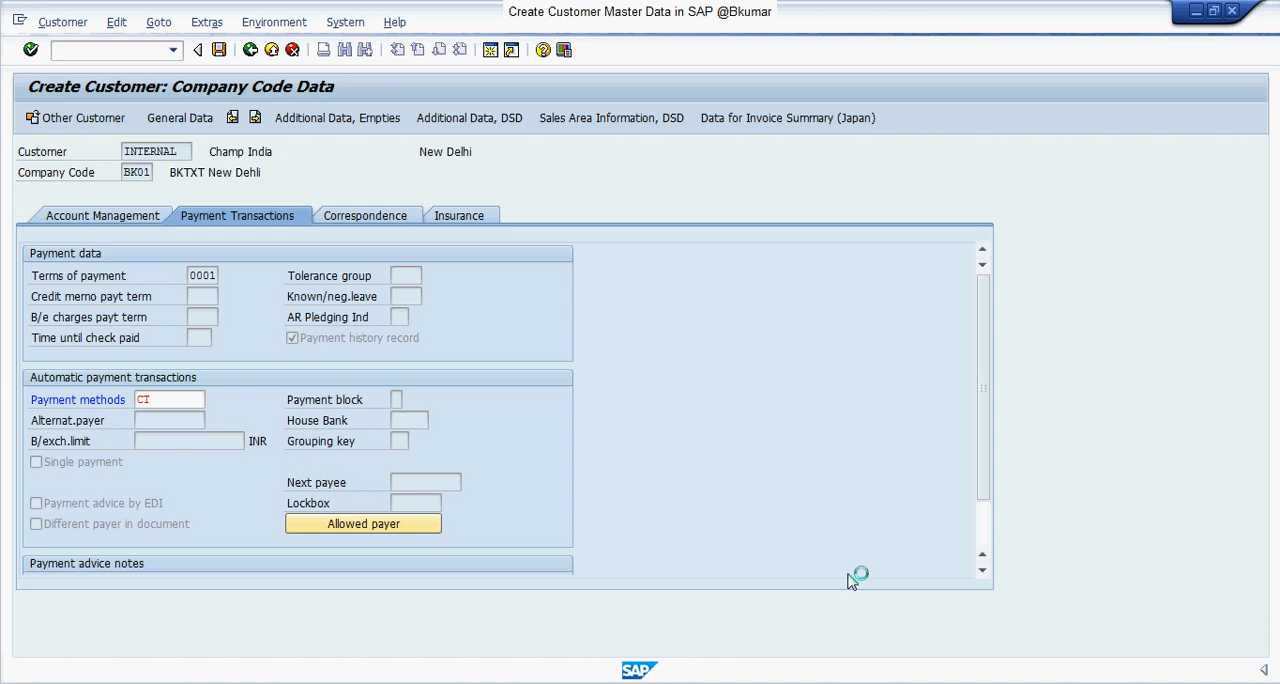 Create Customer Master Data in SAP @Bkumar
Customer Edit Goto Extras Environment System Help
Create Customer: Company Code Data
Other Customer General Data Additional Data, Empties Additional Data, DSD Sales Area Information, DSD Data for Invoice Summary (Japan)
Customer INTERNAL Champ India New Delhi
Company Code BK01 BKTXT New Dehli
Account Management Payment Transactions Correspondence Insurance
Payment data
Terms of payment 0001 Tolerance group
Credit memo payt term Known/neg.leave
B/e charges payt term AR Pledging Ind
Time until check paid Payment history record
Automatic payment transactions
Payment methods CT Payment block
Alternat.payer House Bank
B/exch.limit INR Grouping key
Single payment
Next payee
Payment advice by EDI Lockbox
Different payer in document Allowed payer
Payment advice notes
SAP